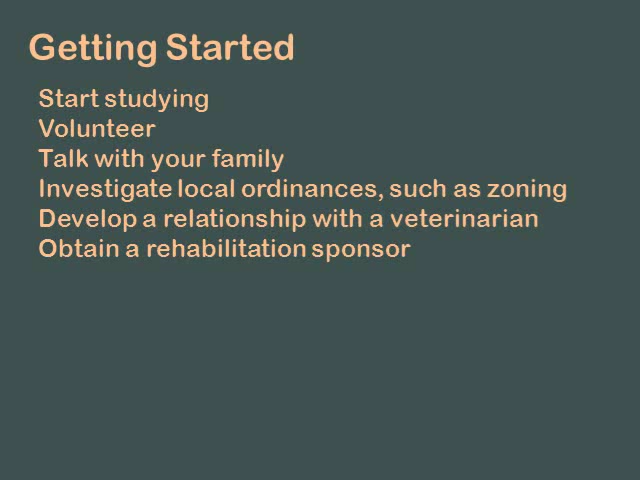 Getting Started
Start studying
Volunteer
Talk with your family
Investigate local ordinances, such as zoning
Develop a relationship with a veterinarian
Obtain a rehabilitation sponsor